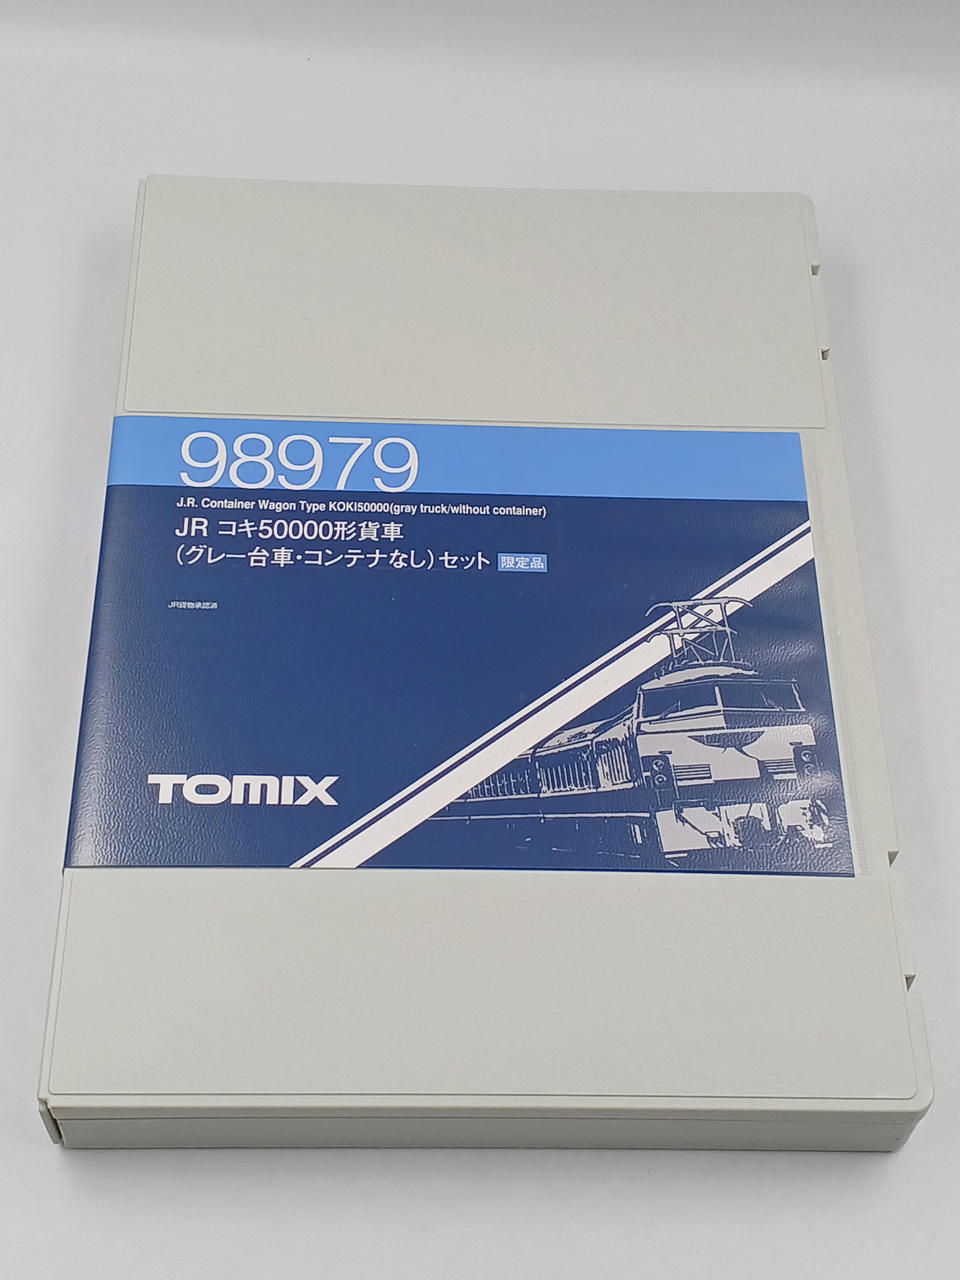 98979
J.R. Container Wagon Type KOKI50000(gray truck/without container)
JR コキ50000形貨車
(グレー台車・コンテナなし)セット 限定品
JR貨物承認済
TOMIX